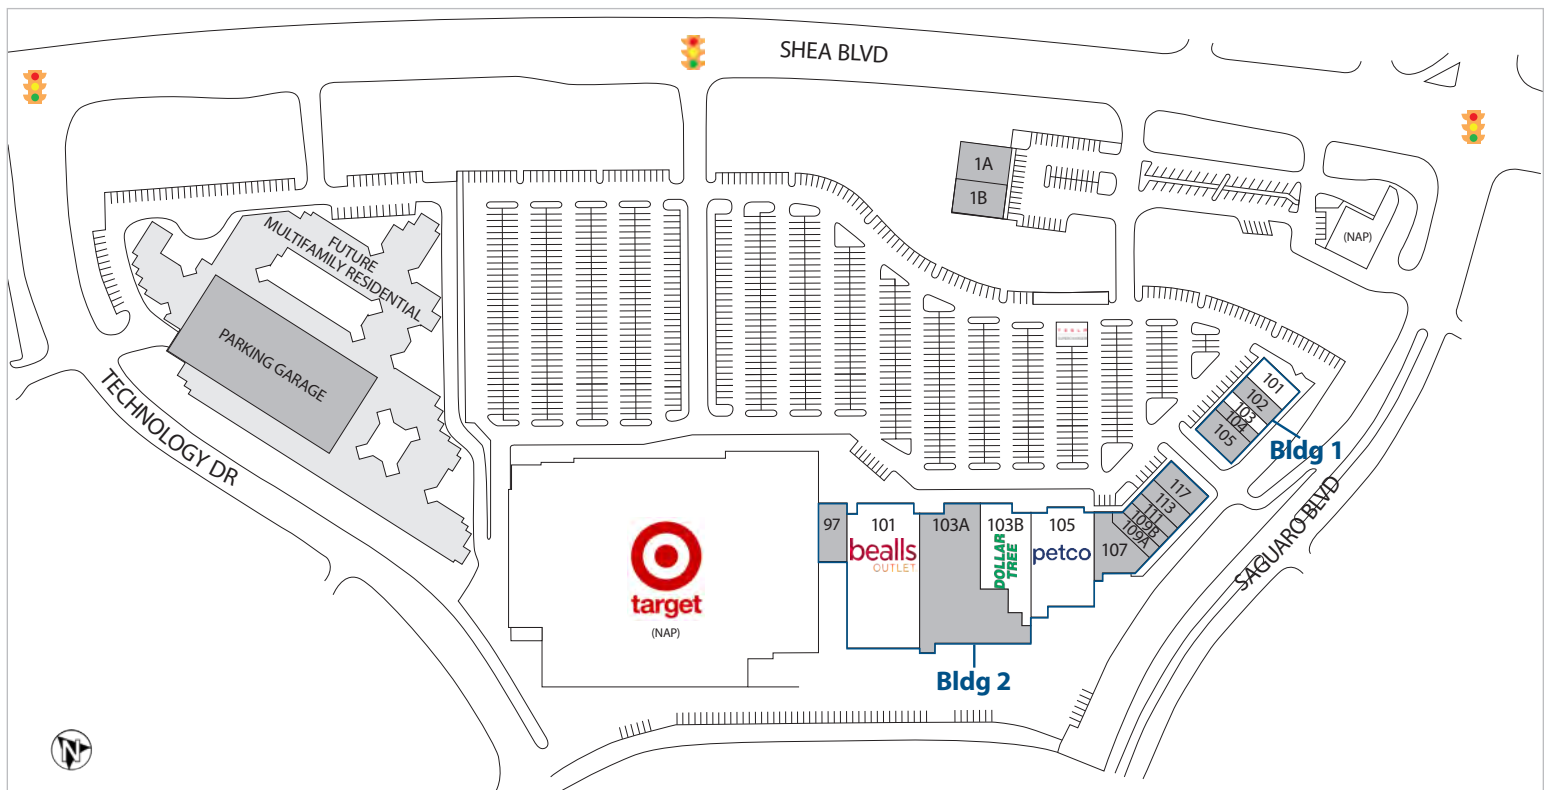 SHEA BLVD
1A
1B
(NAP)
FUTURE
MULTIFAMILY RESIDENTIAL
PARKING GARAGE
TECHNOLOGY DR
101
102
103
104
105
Bldg 1
117
113
111
109B
109A
107
SAGUARO BLVD
97
101
bealls
OUTLET
103A
103B
DOLLAR
TREE
105
petco
target
(NAP)
Bldg 2
N